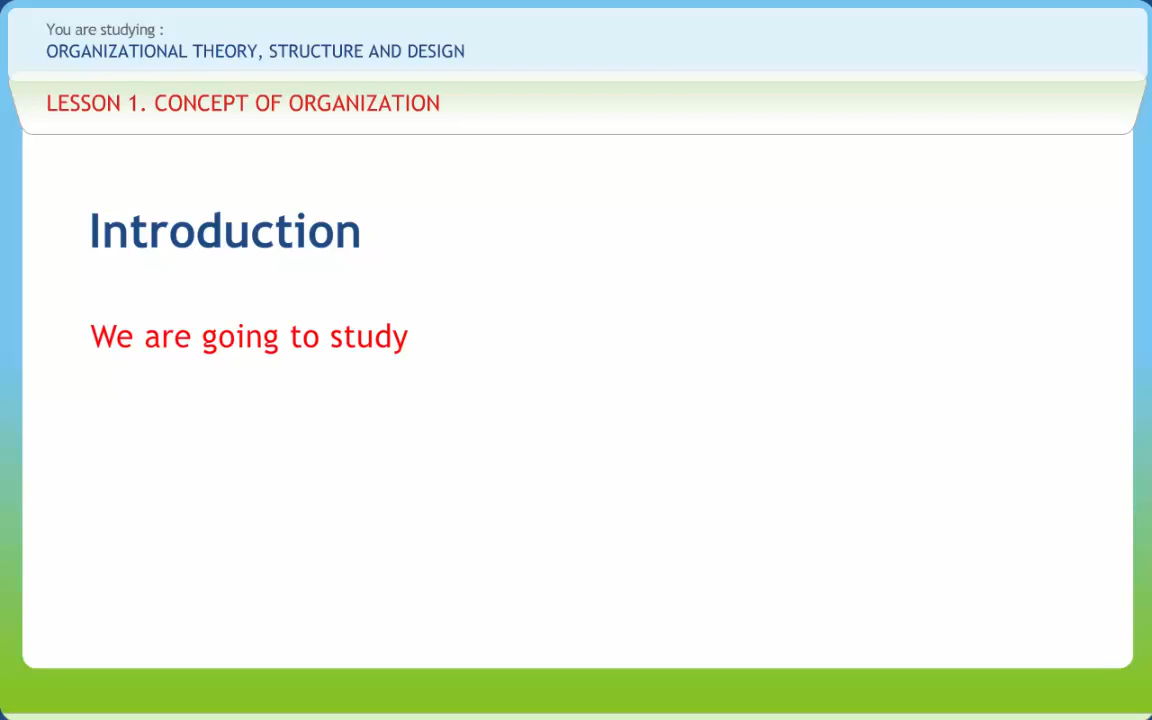 You are studying :
ORGANIZATIONAL THEORY, STRUCTURE AND DESIGN
LESSON 1. CONCEPT OF ORGANIZATION
Introduction
We are going to study